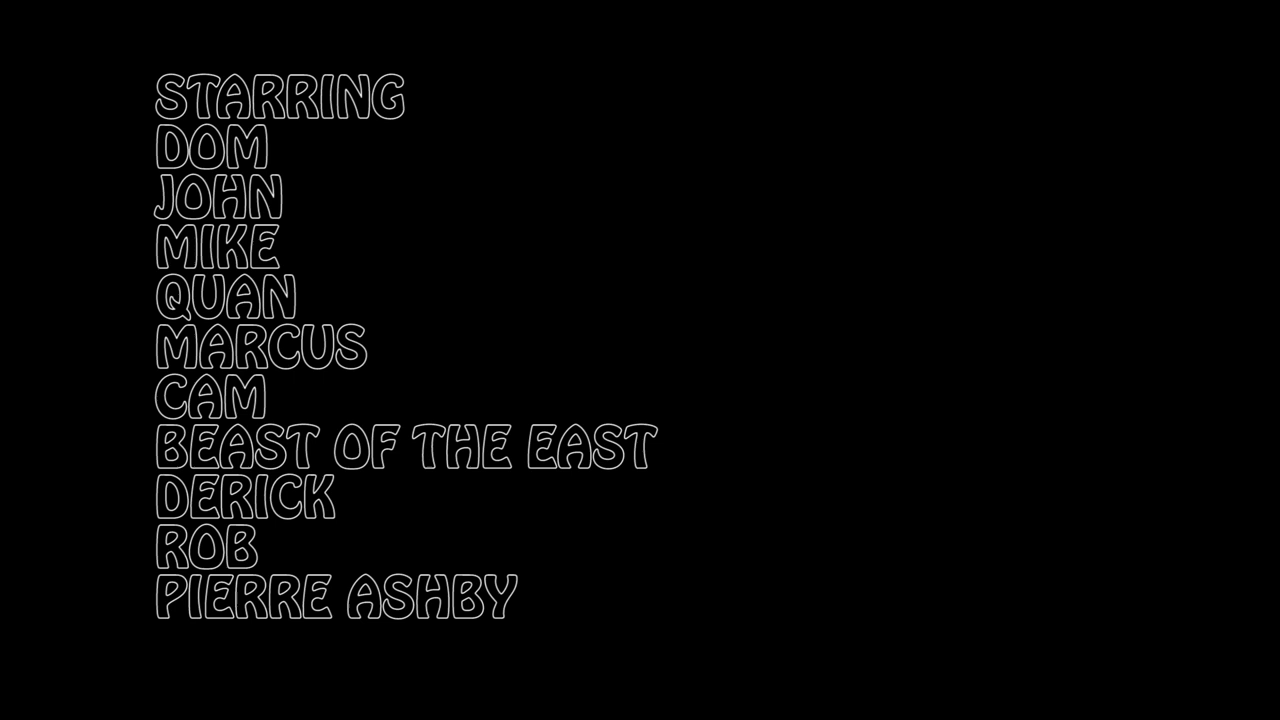 STARRING
DOM
JOHN
MIKE
QUAN
MARCUS
CAM
BEAST OF THE EAST
DERICK
ROB
PIERRE ASHBY